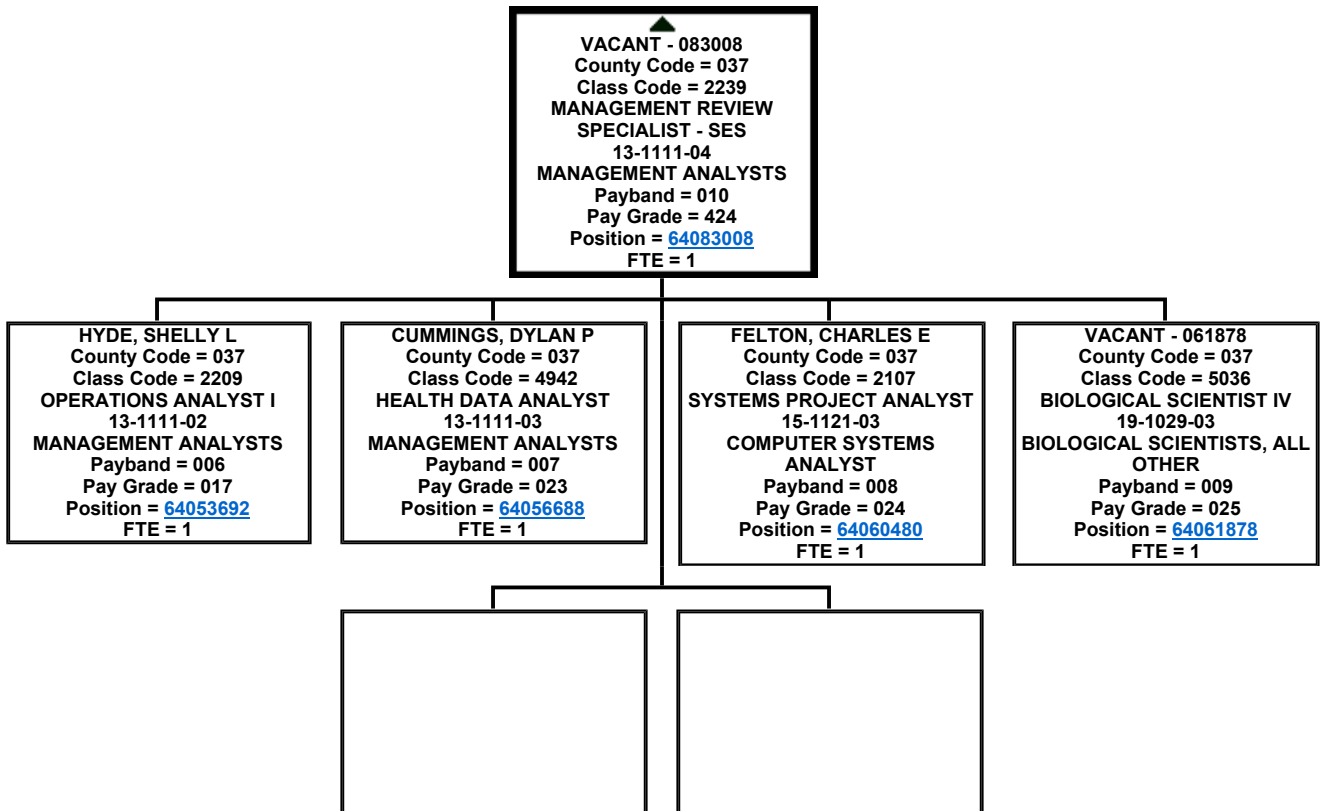 VACANT - 083008
County Code = 037
Class Code = 2239
MANAGEMENT REVIEW
SPECIALIST - SES
13-1111-04
MANAGEMENT ANALYSTS
Payband = 010
Pay Grade = 424
Position = 64083008
FTE = 1
HYDE, SHELLY L
County Code = 037
Class Code = 2209
OPERATIONS ANALYST I
13-1111-02
MANAGEMENT ANALYSTS
Payband = 006
Pay Grade = 017
Position = 64053692
FTE = 1
CUMMINGS, DYLAN P
County Code = 037
Class Code = 4942
HEALTH DATA ANALYST
13-1111-03
MANAGEMENT ANALYSTS
Payband = 007
Pay Grade = 023
Position = 64056688
FTE = 1
FELTON, CHARLES E
County Code = 037
Class Code = 2107
SYSTEMS PROJECT ANALYST
15-1121-03
COMPUTER SYSTEMS
ANALYST
Payband = 008
Pay Grade = 024
Position = 64060480
FTE = 1
VACANT - 061878
County Code = 037
Class Code = 5036
BIOLOGICAL SCIENTIST IV
19-1029-03
BIOLOGICAL SCIENTISTS, ALL
OTHER
Payband = 009
Pay Grade = 025
Position = 64061878
FTE = 1